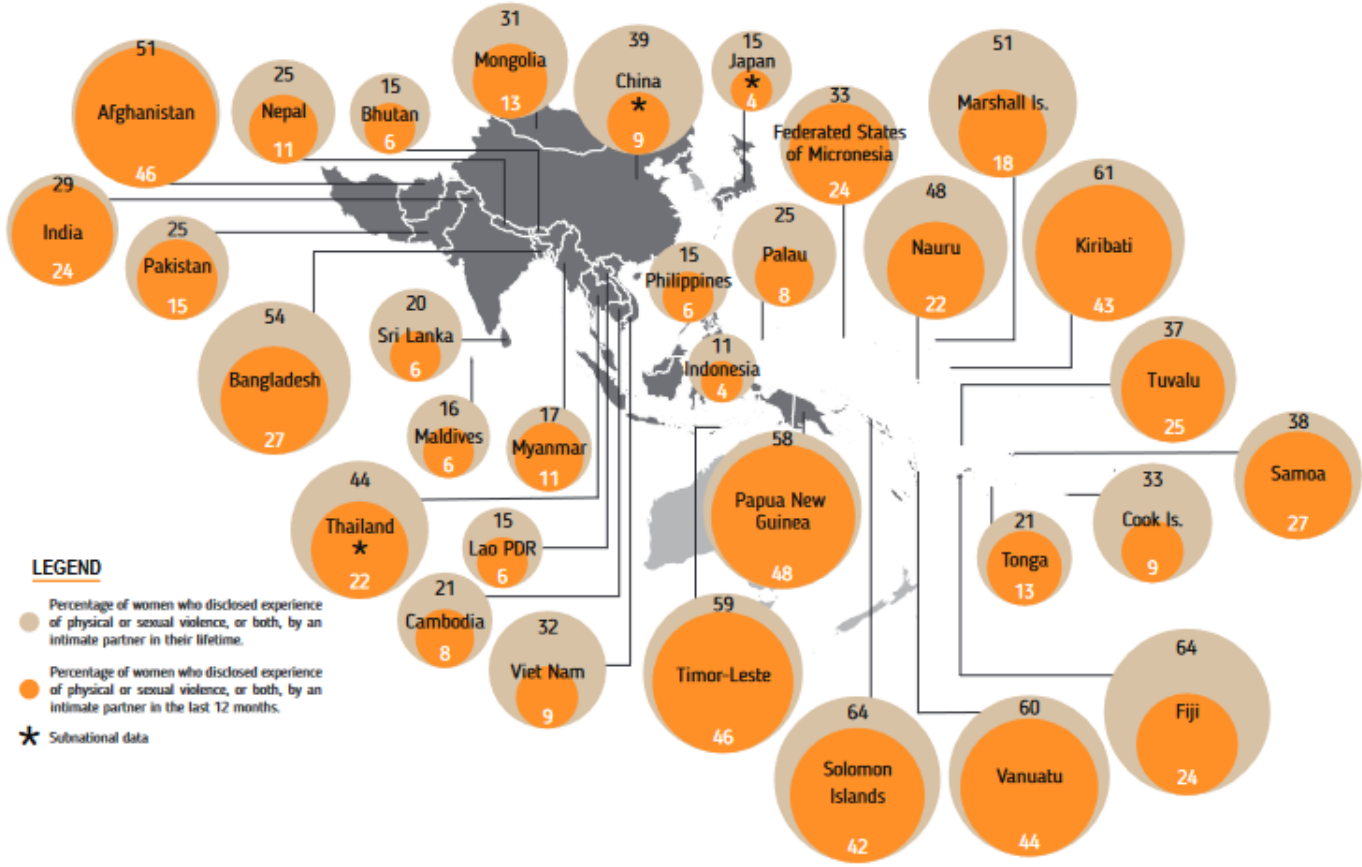 51
Afghanistan
46
25
Nepal
11
15
Bhutan
6
31
Mongolia
13
39
China
*
9
15
Japan
*
4
33
Federated States
of Micronesia
24
51
Marshall Is.
18
29
India
24
25
Pakistan
15
54
Bangladesh
27
20
Sri Lanka
6
16
Maldives
6
17
Myanmar
11
15
Philippines
6
25
Palau
8
48
Nauru
22
61
Kiribati
43
11
Indonesia
4
37
Tuvalu
25
38
Samoa
27
44
Thailand
*
22
15
Lao PDR
6
21
Cambodia
8
32
Viet Nam
9
58
Papua New
Guinea
48
59
Timor-Leste
46
64
Solomon
Islands
42
60
Vanuatu
44
21
Tonga
13
33
Cook Is.
9
64
Fiji
24
LEGEND
Percentage of women who disclosed experience
of physical or sexual violence, or both, by an
intimate partner in their lifetime.
Percentage of women who disclosed experience
of physical or sexual violence, or both, by an
intimate partner in the last 12 months.
* Subnational data